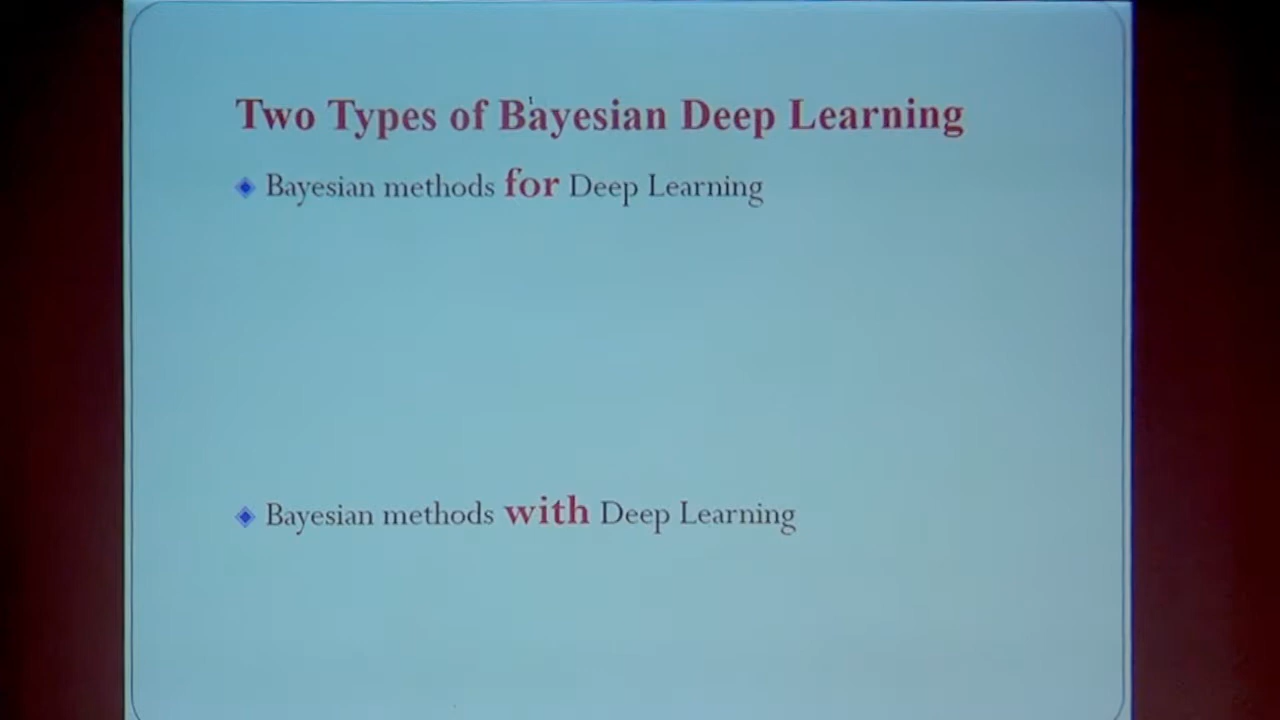 Two Types of Bayesian Deep Learning
Bayesian methods for Deep Learning
Bayesian methods with Deep Learning